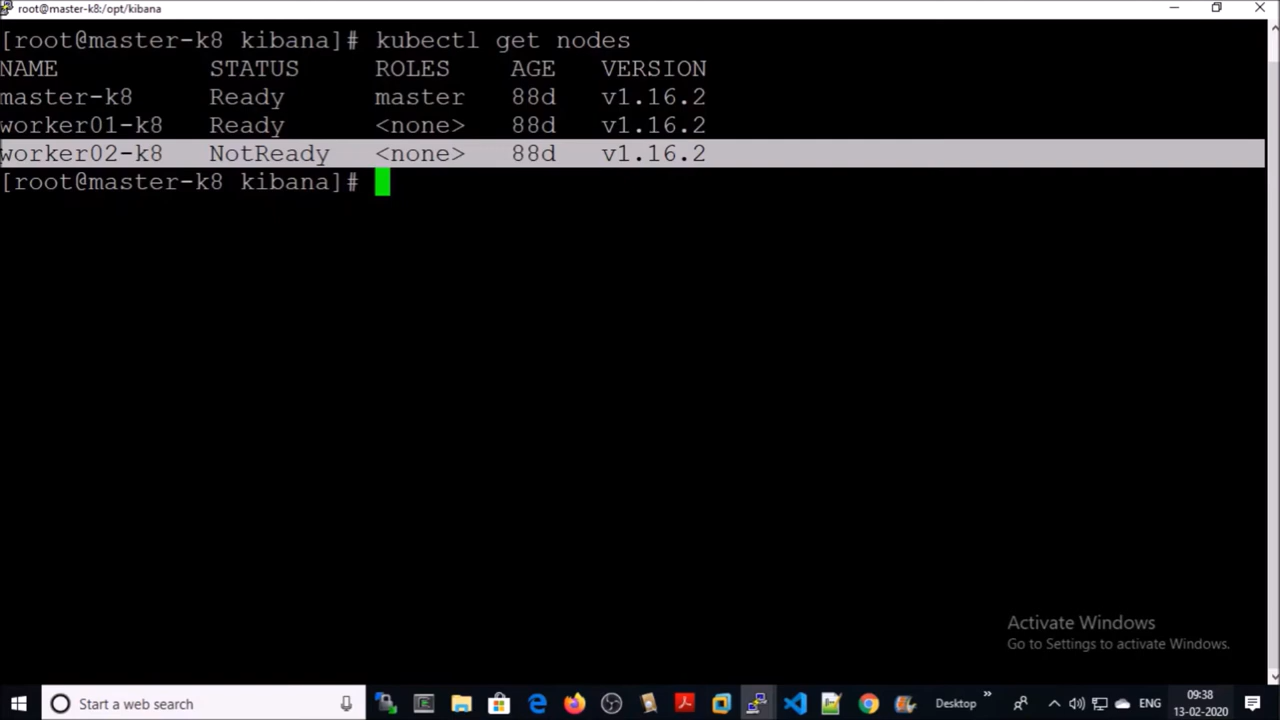 root@master-k8:/opt/kibana
[root@master-k8 kibana]# kubectl get nodes
NAME STATUS ROLES AGE VERSION
master-k8 Ready master 88d v1.16.2
worker01-k8 Ready <none> 88d v1.16.2
worker02-k8 NotReady <none> 88d v1.16.2
[root@master-k8 kibana]#
Activate Windows
Go to Settings to activate Windows.
Start a web search Desktop » ENG 09:38
13-02-2020